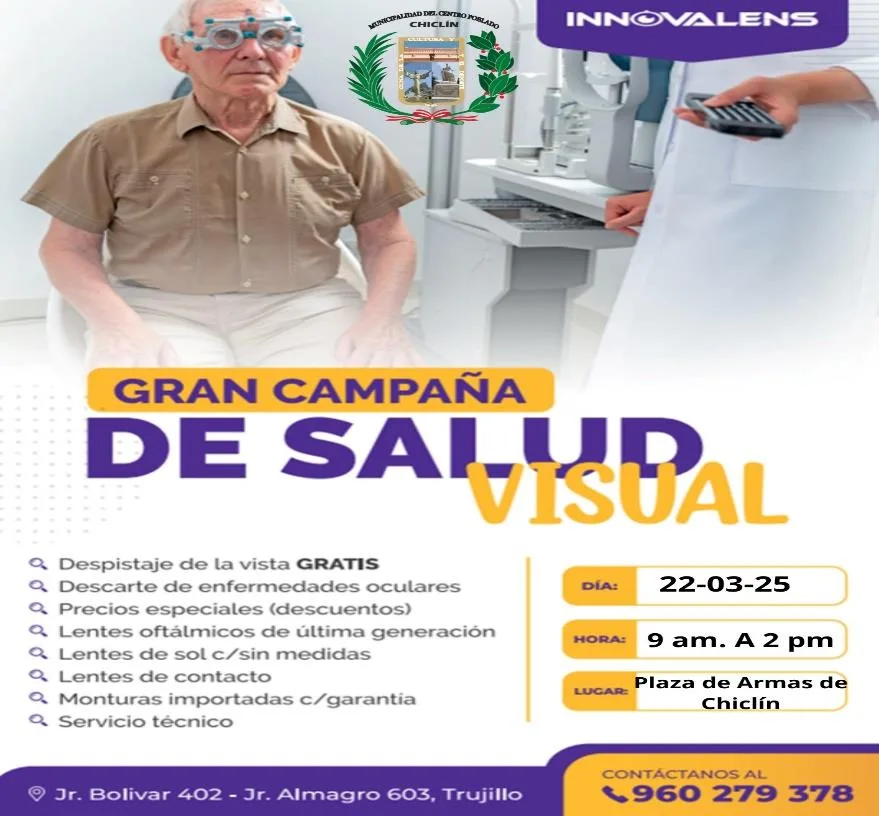 MUNICIPALIDAD DEL CENTRO POBLADO
CHICLÍN
INNOVALENS
GRAN CAMPAÑA
DE SALUD
VISUAL
Despistaje de la vista GRATIS
Descarte de enfermedades oculares
Precios especiales (descuentos)
Lentes oftálmicos de última generación
Lentes de sol c/sin medidas
Lentes de contacto
Monturas importadas c/garantía
Servicio técnico
DÍA: 22-03-25
HORA: 9 am. A 2 pm
LUGAR: Plaza de Armas de
Chiclín
Jr. Bolivar 402 - Jr. Almagro 603, Trujillo
CONTÁCTANOS AL
960 279 378